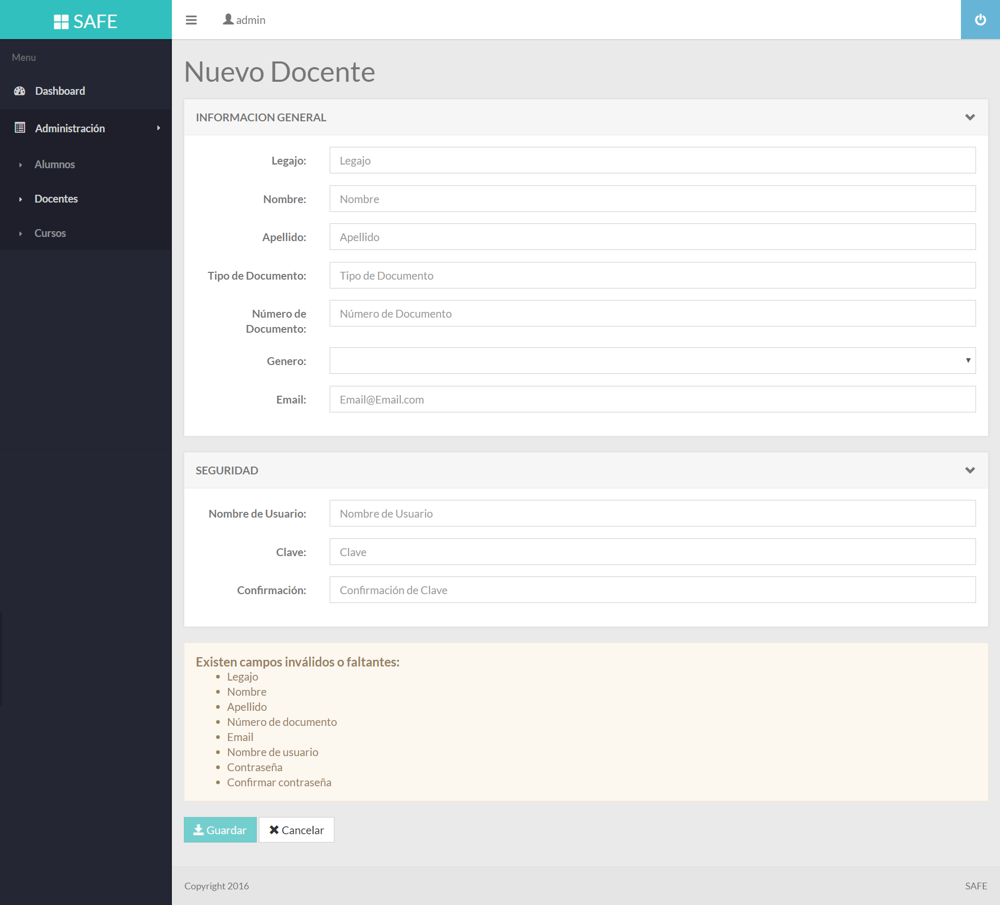 SAFE
admin
Menu
Dashboard
Administración
Alumnos
Docentes
Cursos
Nuevo Docente
INFORMACION GENERAL
Legajo: Legajo
Nombre: Nombre
Apellido: Apellido
Tipo de Documento: Tipo de Documento
Número de Documento: Número de Documento
Genero:
Email: Email@Email.com
SEGURIDAD
Nombre de Usuario: Nombre de Usuario
Clave: Clave
Confirmación: Confirmación de Clave
Existen campos inválidos o faltantes:
Legajo
Nombre
Apellido
Número de documento
Email
Nombre de usuario
Contraseña
Confirmar contraseña
Guardar Cancelar
Copyright 2016 SAFE